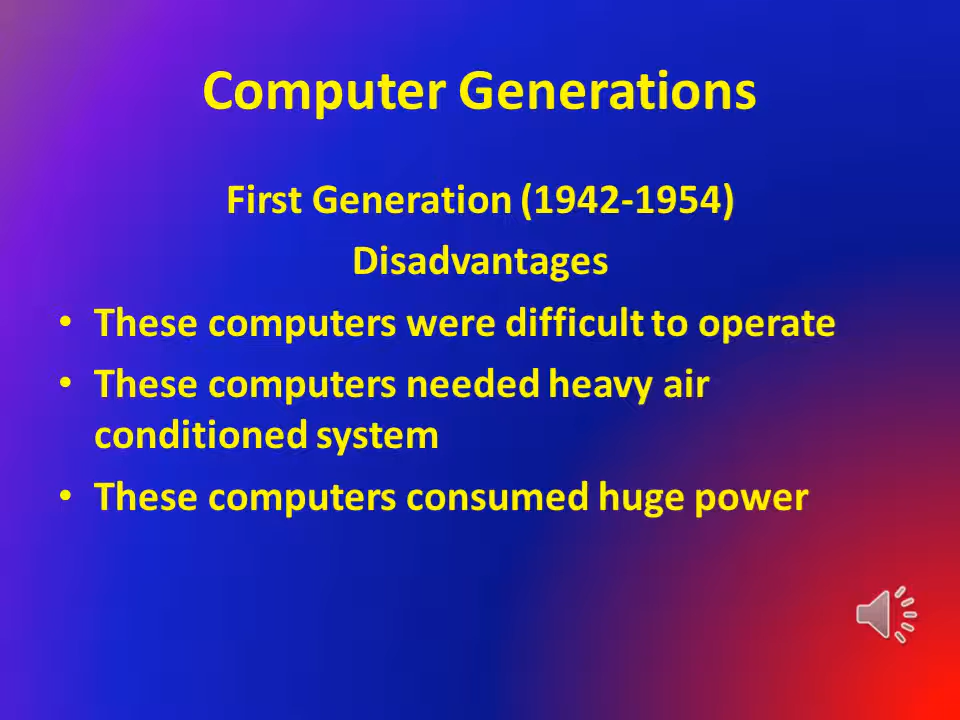 Computer Generations
First Generation (1942-1954)
Disadvantages
• These computers were difficult to operate
• These computers needed heavy air
conditioned system
• These computers consumed huge power